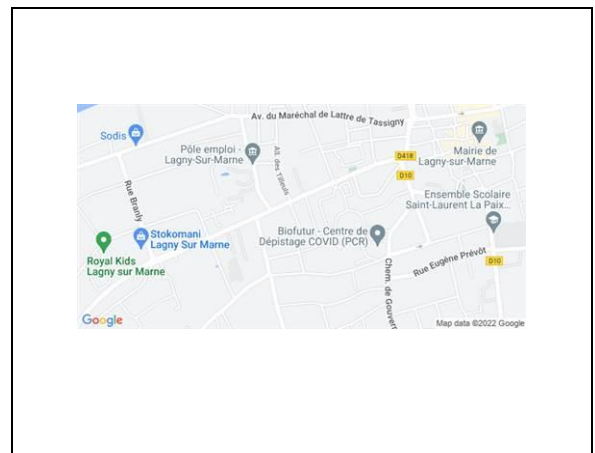 Av. du Maréchal de Lattre de Tassigny
Sodis
Pôle emploi -
Lagny-Sur-Marne
All. des Tilleuls
D418
Mairie de
Lagny-sur-Marne
D10
Rue Branly
Ensemble Scolaire
Saint-Laurent La Paix...
Stokomani
Lagny Sur Marne
Biofutur - Centre de
Dépistage COVID (PCR)
Royal Kids
Lagny sur Marne
Chem. de Gouvern
Rue Eugène Prévôt
D10
Google
Map data ©2022 Google